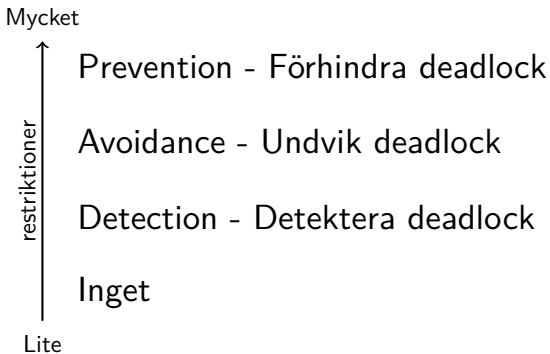 Mycket
Prevention - Förhindra deadlock
Avoidance - Undvik deadlock
restriktioner
Detection - Detektera deadlock
Inget
Lite